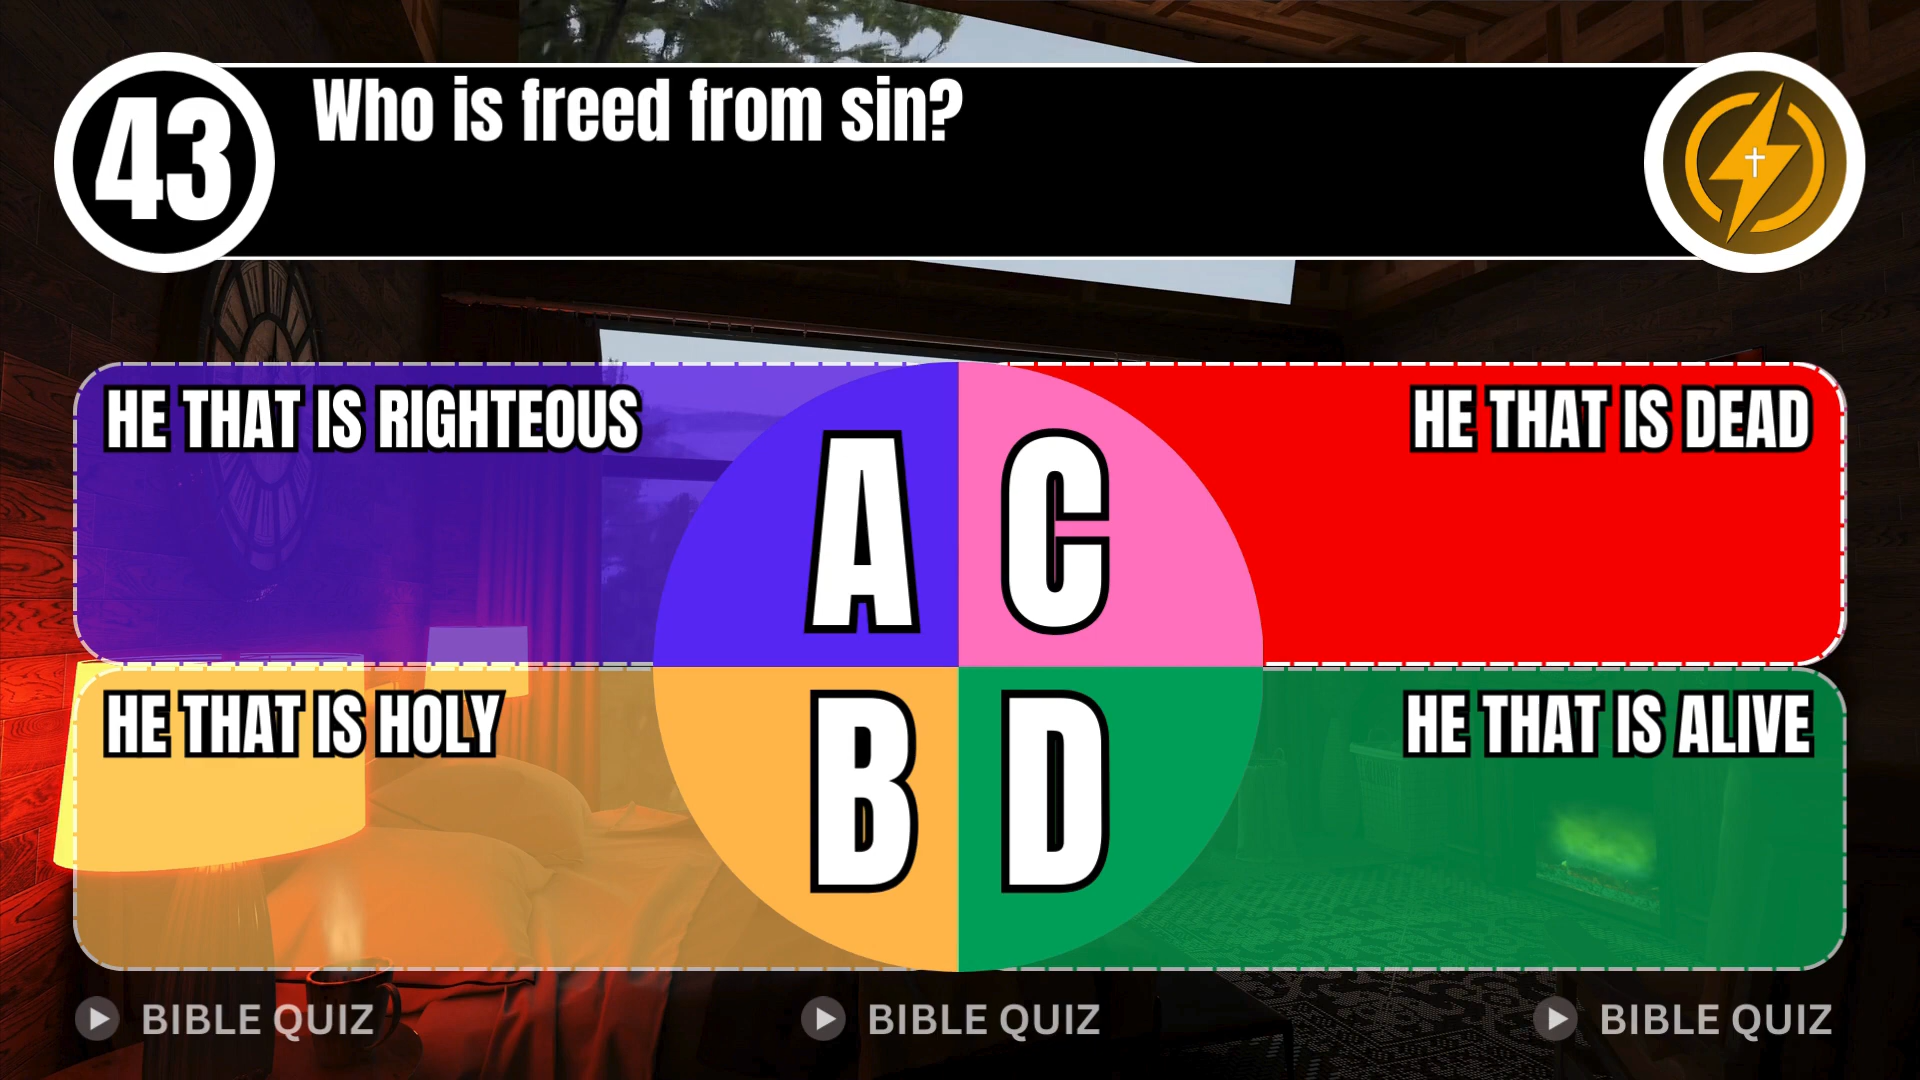 43
Who is freed from sin?
HE THAT IS RIGHTEOUS
A
HE THAT IS HOLY
B
C
HE THAT IS DEAD
D
HE THAT IS ALIVE
BIBLE QUIZ
BIBLE QUIZ
BIBLE QUIZ